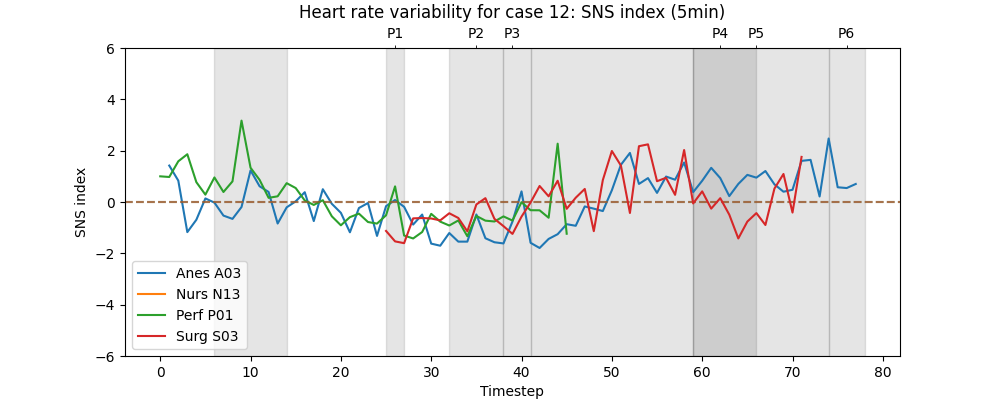 Heart rate variability for case 12: SNS index (5min)
P1 P2 P3 P4 P5 P6
6
4
2
0
−2
−4
−6
SNS index
Anes A03
Nurs N13
Perf P01
Surg S03
0 10 20 30 40 50 60 70 80
Timestep